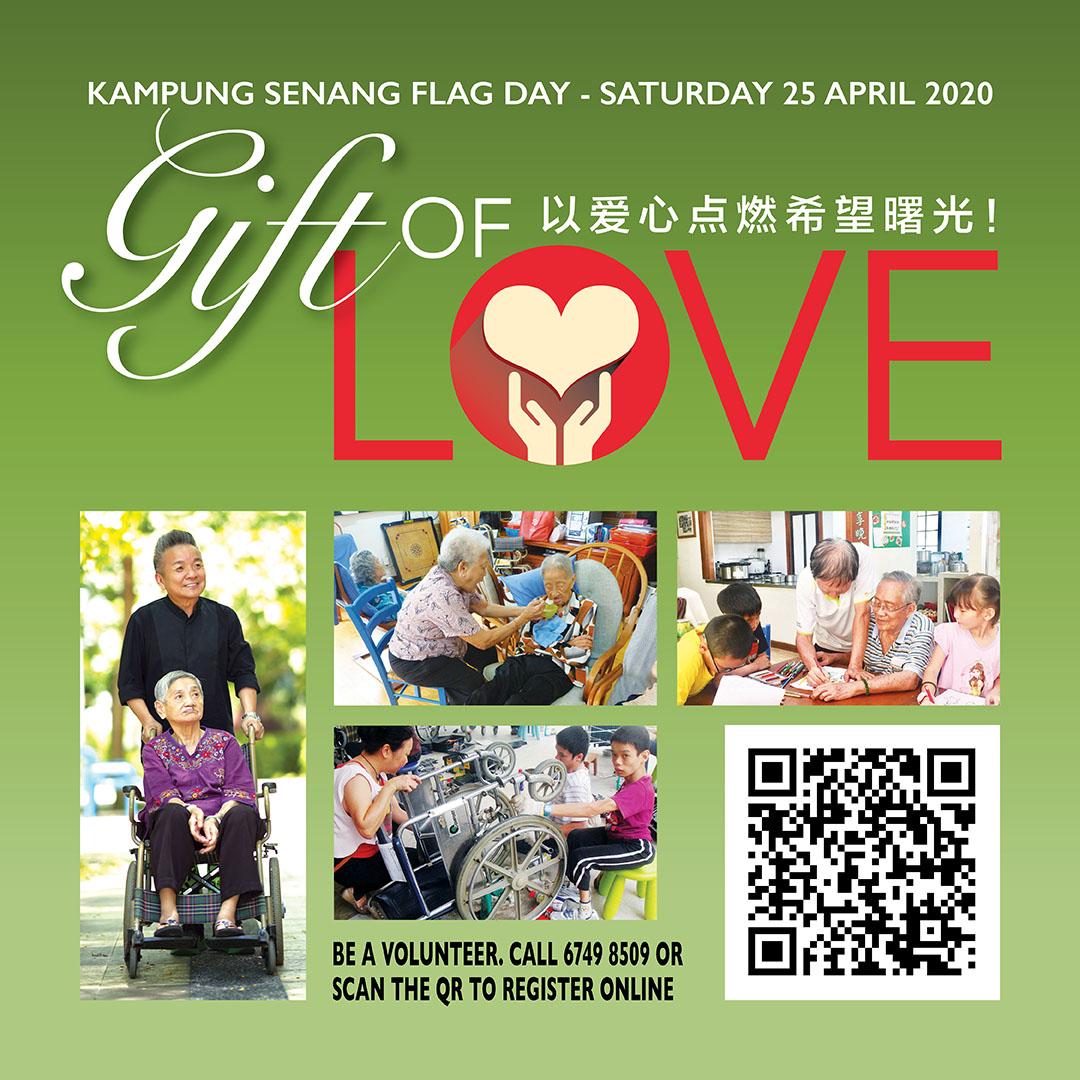 KAMPUNG SENANG FLAG DAY - SATURDAY 25 APRIL 2020
Gift OF
以爱心点燃希望曙光!
LOVE
BE A VOLUNTEER. CALL 6749 8509 OR
SCAN THE QR TO REGISTER ONLINE